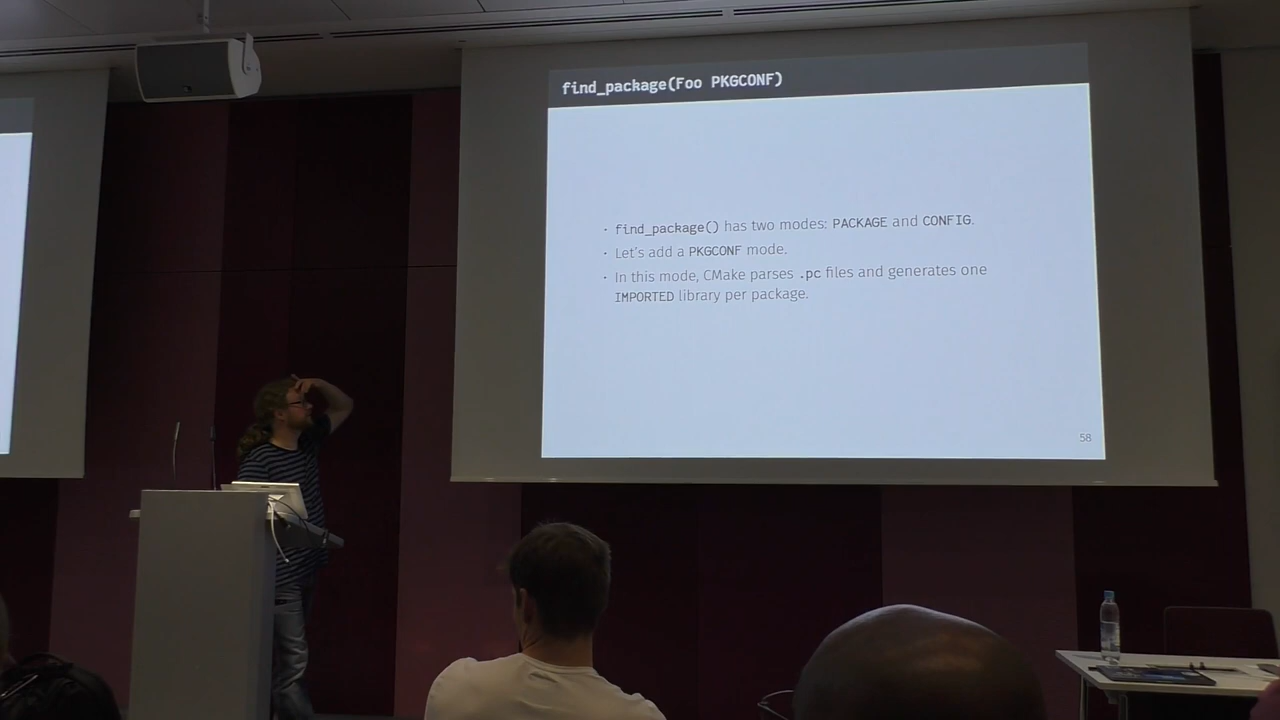 find_package(Foo PKGCONF)
· find_package() has two modes: PACKAGE and CONFIG.
· Let's add a PKGCONF mode.
· In this mode, CMake parses .pc files and generates one
IMPORTED library per package.
58